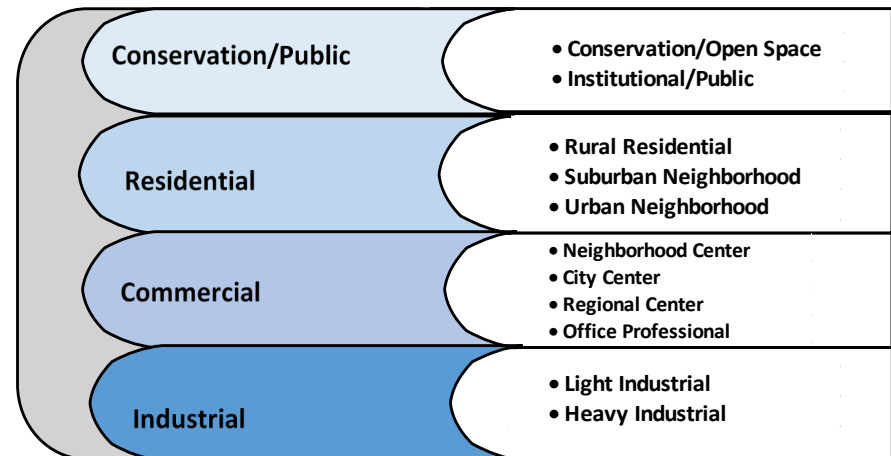 Conservation/Public
• Conservation/Open Space
• Institutional/Public
Residential
• Rural Residential
• Suburban Neighborhood
• Urban Neighborhood
Commercial
• Neighborhood Center
• City Center
• Regional Center
• Office Professional
Industrial
• Light Industrial
• Heavy Industrial